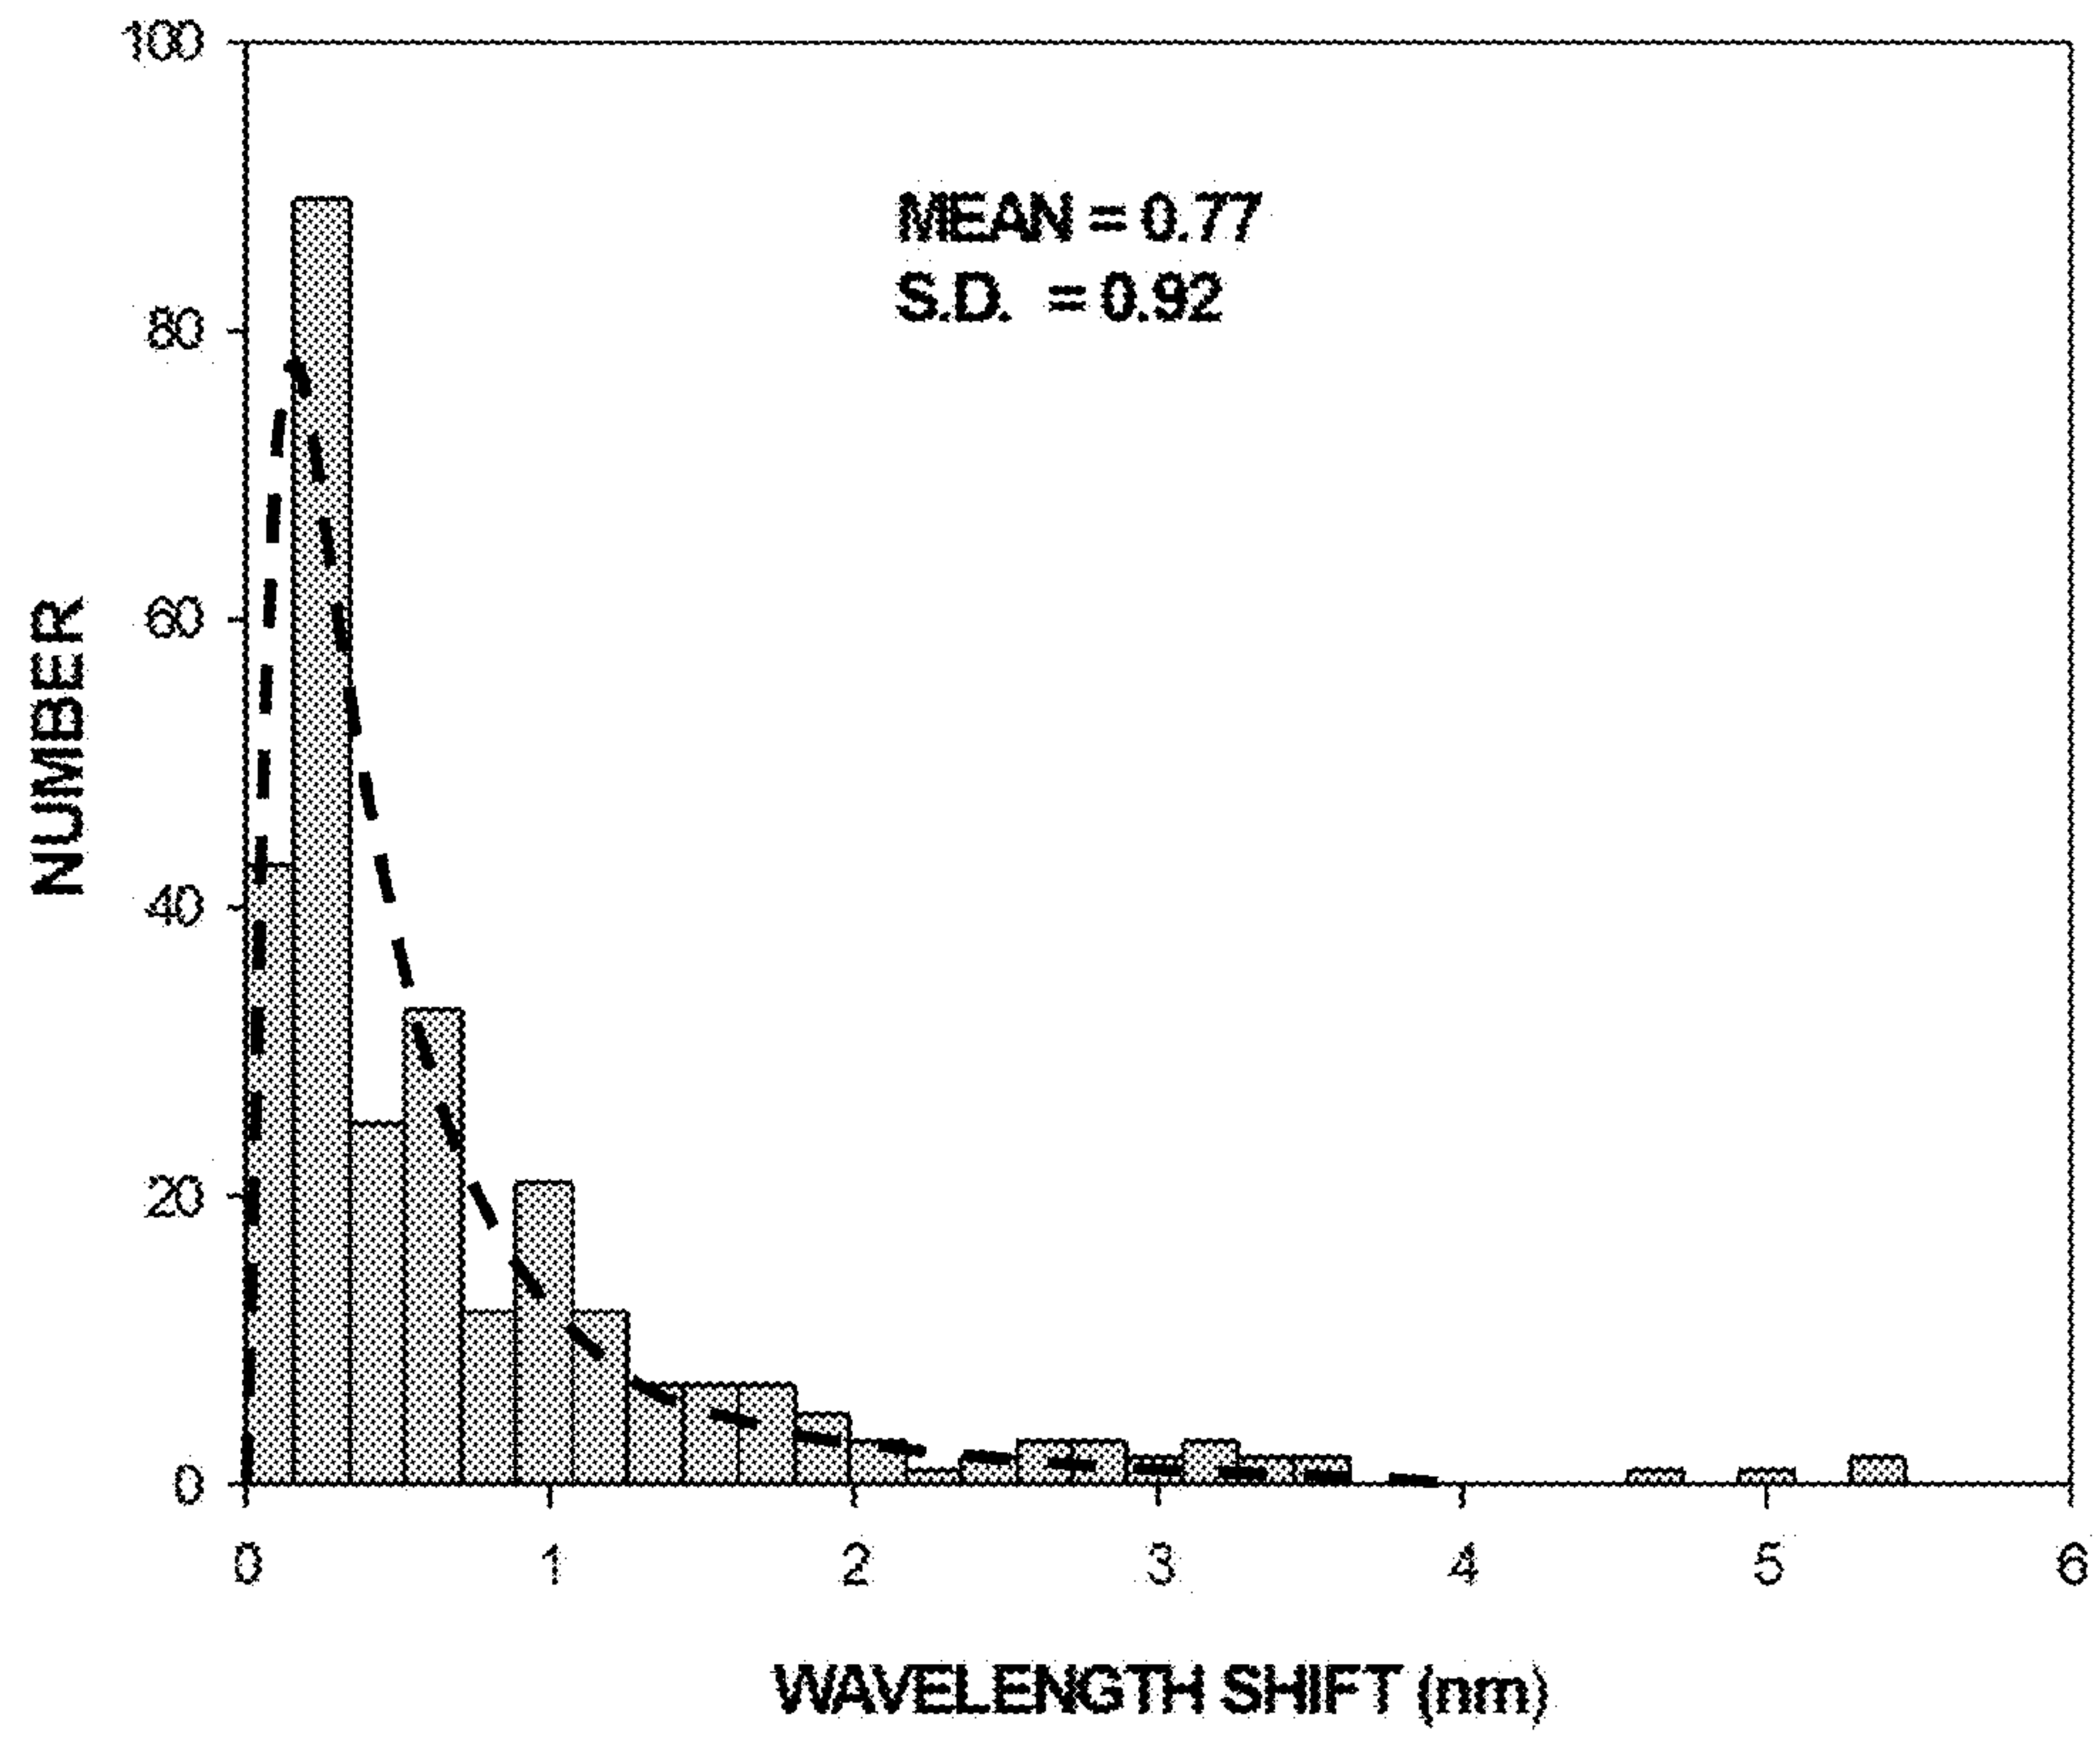 100
MEAN = 0.77
S.D. = 0.92
80
60
NUMBER
40
20
0
0 1 2 3 4 5 6
WAVELENGTH SHIFT (nm)